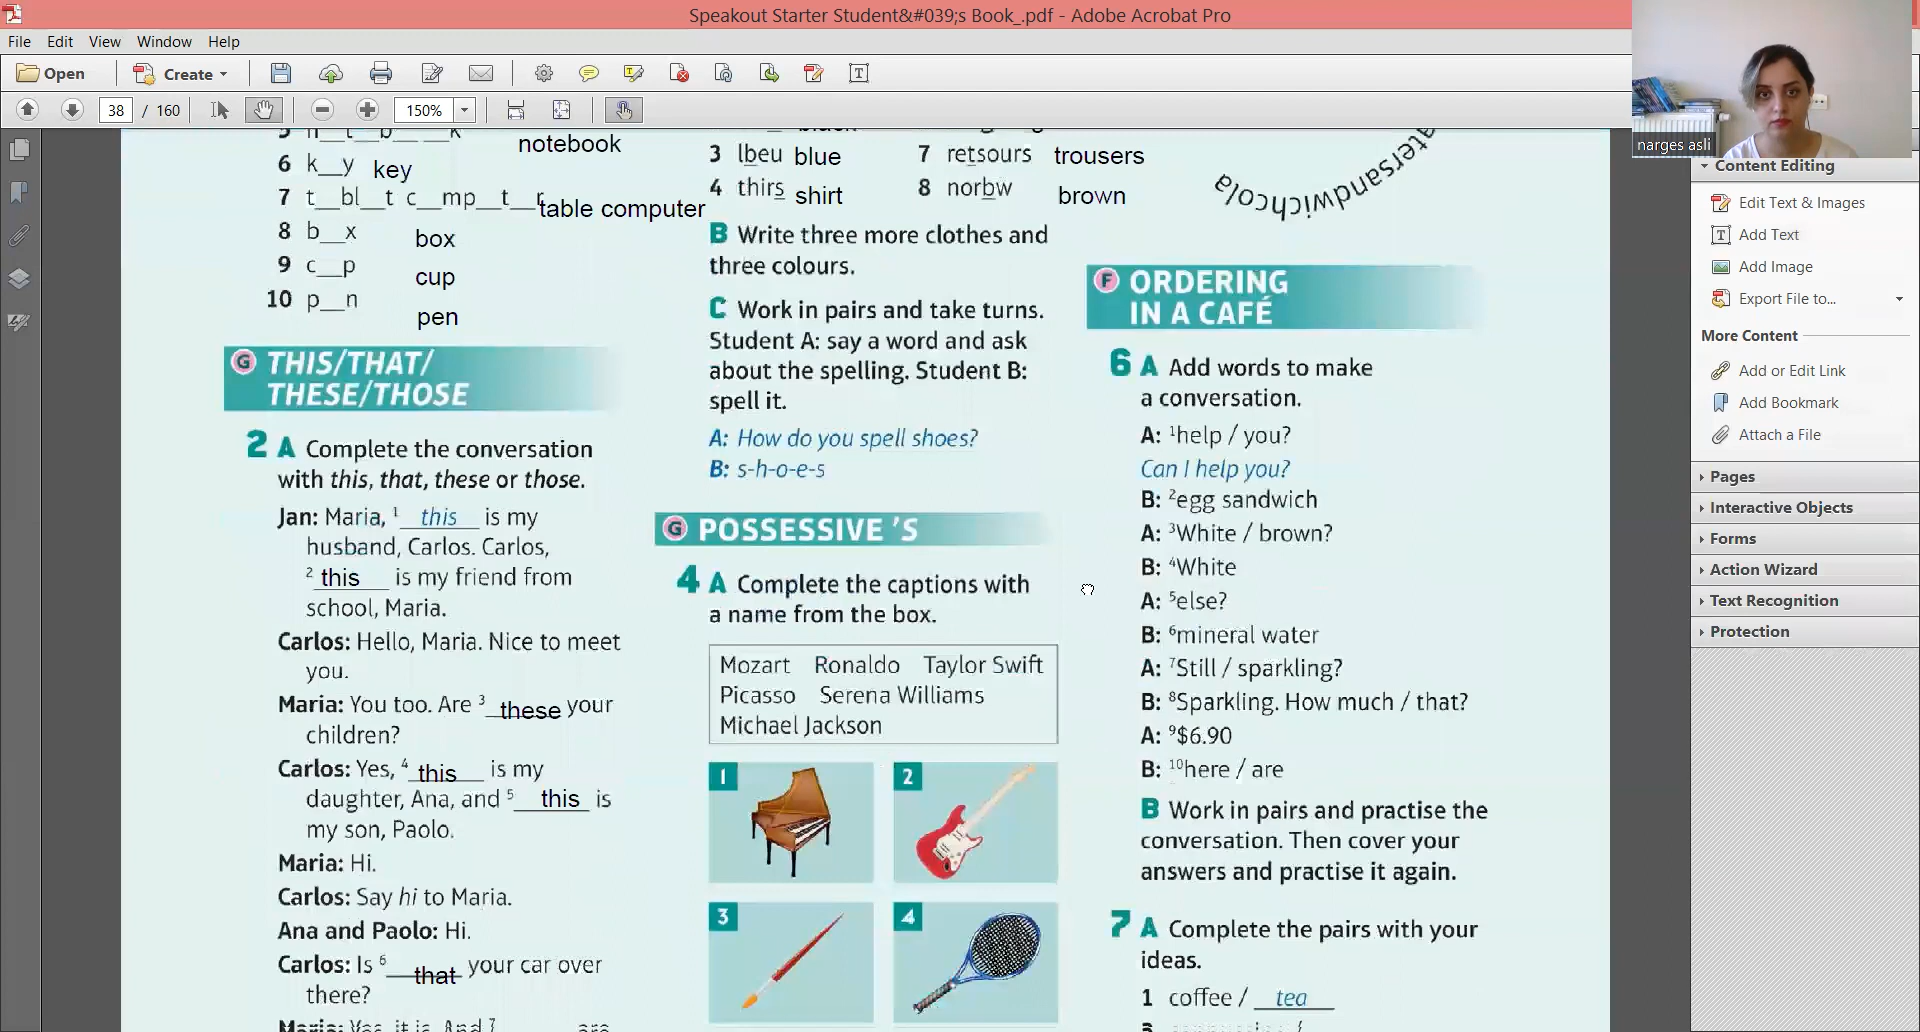 Speakout Starter Student&#039;s Book_.pdf - Adobe Acrobat Pro
File Edit View Window Help
Open Create
38 / 160 150%
narges asli
notebook
6 k__y key
7 t__bl__t c__mp__t__r table computer
8 b__x box
9 c__p cup
10 p__n pen
G THIS/THAT/
THESE/THOSE
2 A Complete the conversation
with this, that, these or those.
Jan: Maria, 1 this is my
husband, Carlos. Carlos,
2 this is my friend from
school, Maria.
Carlos: Hello, Maria. Nice to meet
you.
Maria: You too. Are 3 these your
children?
Carlos: Yes, 4 this is my
daughter, Ana, and 5 this is
my son, Paolo.
Maria: Hi.
Carlos: Say hi to Maria.
Ana and Paolo: Hi.
Carlos: Is 6 that your car over
there?
Maria: Yes, it is. And 7 are
black
3 lbeu blue 7 retsours trousers
4 thirs shirt 8 norbw brown
B Write three more clothes and
three colours.
C Work in pairs and take turns.
Student A: say a word and ask
about the spelling. Student B:
spell it.
A: How do you spell shoes?
B: s-h-o-e-s
G POSSESSIVE 'S
4 A Complete the captions with
a name from the box.
Mozart Ronaldo Taylor Swift
Picasso Serena Williams
Michael Jackson
1 2
3 4
atersandwichcola
F ORDERING
IN A CAFÉ
6 A Add words to make
a conversation.
A: 1help / you?
Can I help you?
B: 2egg sandwich
A: 3White / brown?
B: 4White
A: 5else?
B: 6mineral water
A: 7Still / sparkling?
B: 8Sparkling. How much / that?
A: 9$6.90
B: 10here / are
B Work in pairs and practise the
conversation. Then cover your
answers and practise it again.
7 A Complete the pairs with your
ideas.
1 coffee / tea
Content Editing
Edit Text & Images
Add Text
Add Image
Export File to...
More Content
Add or Edit Link
Add Bookmark
Attach a File
Pages
Interactive Objects
Forms
Action Wizard
Text Recognition
Protection